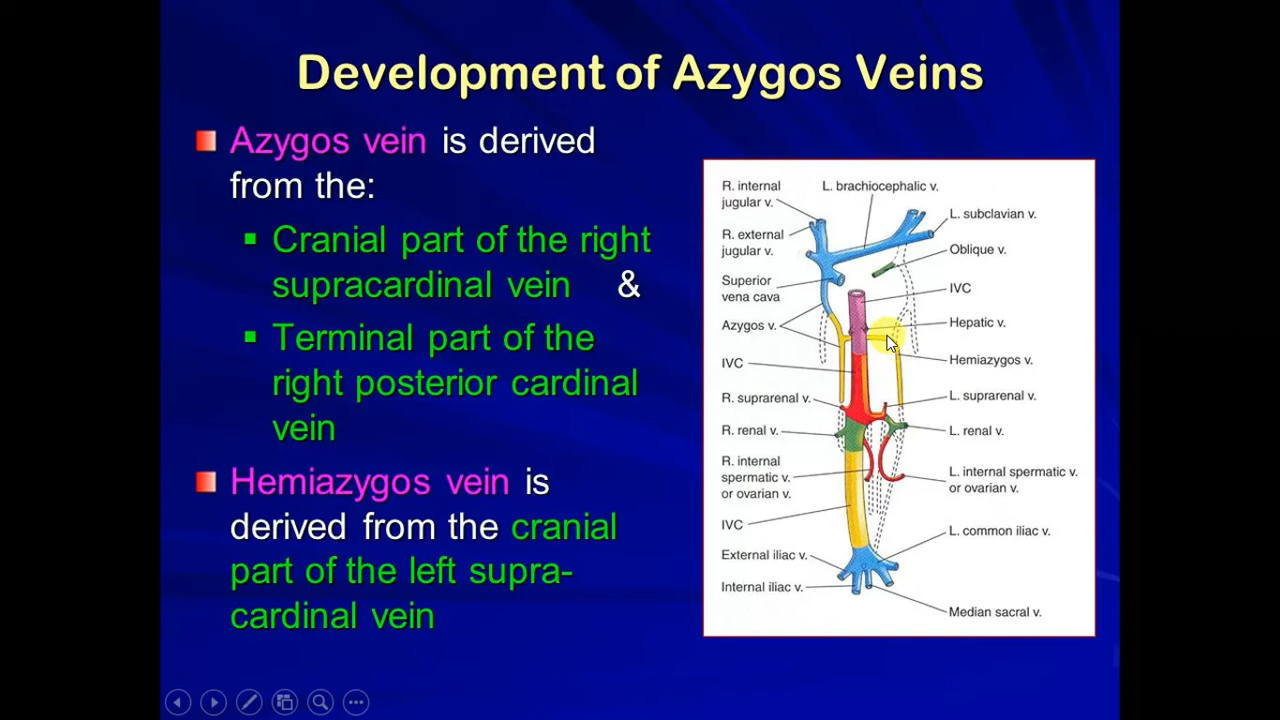 Development of Azygos Veins
Azygos vein is derived
from the:
Cranial part of the right
supracardinal vein &
Terminal part of the
right posterior cardinal
vein
Hemiazygos vein is
derived from the cranial
part of the left supra-
cardinal vein
R. internal
jugular v.
L. brachiocephalic v.
R. external
jugular v.
L. subclavian v.
Oblique v.
Superior
vena cava
IVC
Azygos v.
Hepatic v.
IVC
Hemiazygos v.
R. suprarenal v.
L. suprarenal v.
R. renal v.
L. renal v.
R. internal
spermatic v.
or ovarian v.
L. internal spermatic v.
or ovarian v.
IVC
L. common iliac v.
External iliac v.
Internal iliac v.
Median sacral v.